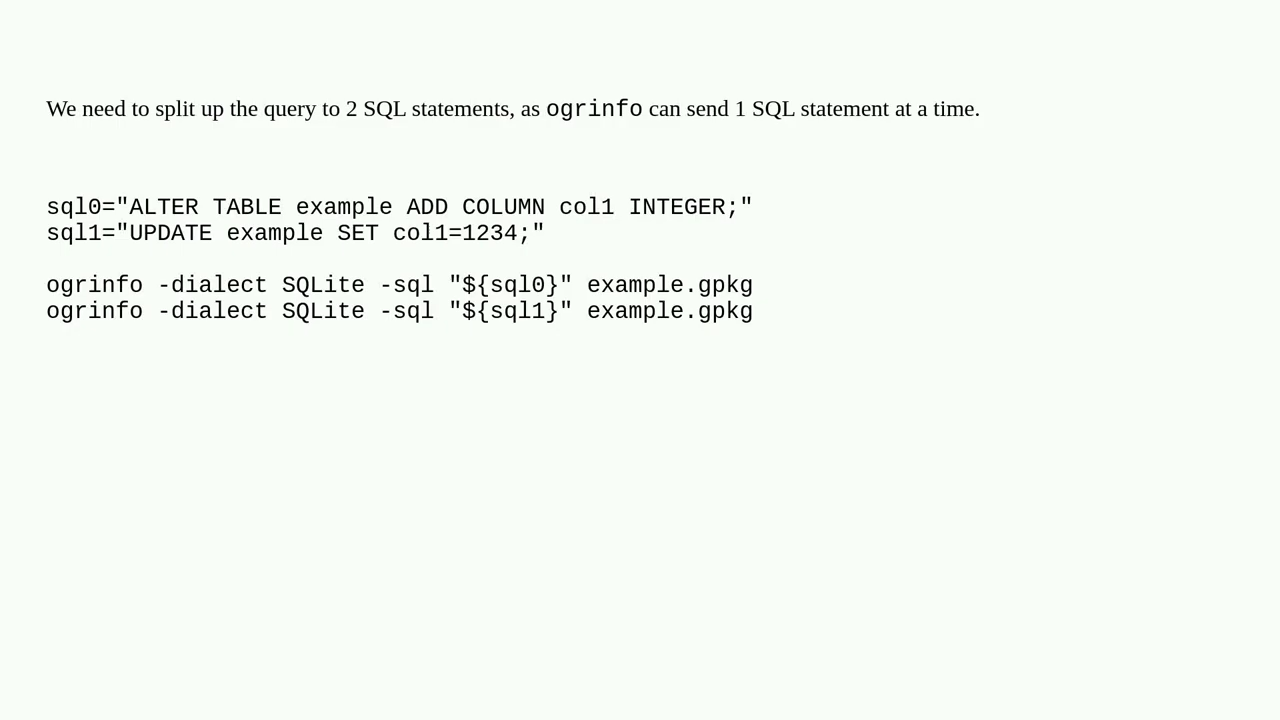 We need to split up the query to 2 SQL statements, as ogrinfo can send 1 SQL statement at a time.
sql0="ALTER TABLE example ADD COLUMN col1 INTEGER;"
sql1="UPDATE example SET col1=1234;"
ogrinfo -dialect SQLite -sql "${sql0}" example.gpkg
ogrinfo -dialect SQLite -sql "${sql1}" example.gpkg